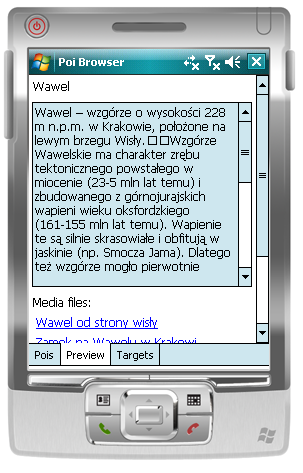 Poi Browser
Wawel
Wawel – wzgórze o wysokości 228
m n.p.m. w Krakowie, położone na
lewym brzegu Wisły. □□Wzgórze
Wawelskie ma charakter zrębu
tektonicznego powstałego w
miocenie (23-5 mln lat temu) i
zbudowanego z górnojurajskich
wapieni wieku oksfordzkiego
(161-155 mln lat temu). Wapienie
te są silnie skrasowiałe i obfitują w
jaskinie (np. Smocza Jama). Dlatego
też wzgórze mogło pierwotnie
Media files:
Wawel od strony wisły
Zamek na Wawelu w Krakowi
Pois Preview Targets